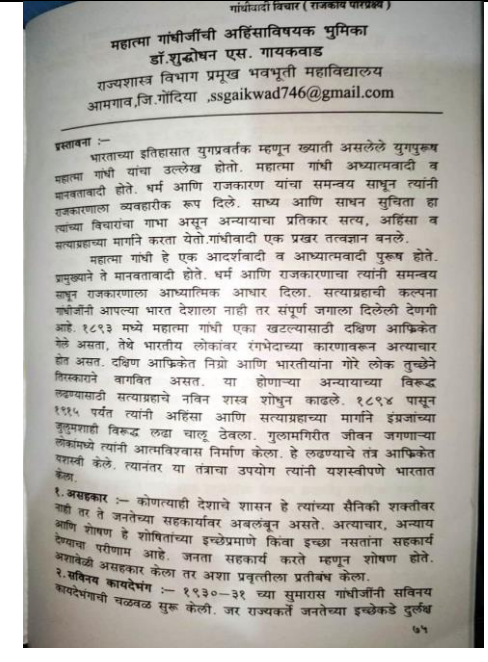 गांधीवादी विचार ( राजकीय पारिप्रेक्ष्य )
महात्मा गांधीजींची अहिंसाविषयक भुमिका
डॉ.शुद्धोधन एस. गायकवाड
राज्यशास्त्र विभाग प्रमूख भवभूती महाविद्यालय
आमगाव,जि.गोंदिया ,ssgaikwad746@gmail.com
प्रस्तावना :—
भारताच्या इतिहासात युगप्रवर्तक म्हणून ख्याती असलेले युगपुरूष
महात्मा गांधी यांचा उल्लेख होतो. महात्मा गांधी अध्यात्मवादी व
मानवतावादी होते. धर्म आणि राजकारण यांचा समन्वय साधून त्यांनी
राजकारणाला व्यवहारीक रूप दिले. साध्य आणि साधन सुचिता हा
त्यांच्या विचारांचा गाभा असून अन्यायाचा प्रतिकार सत्य, अहिंसा व
सत्याग्रहाच्या मार्गाने करता येतो.गांधीवादी एक प्रखर तत्वज्ञान बनले.
महात्मा गांधी हे एक आदर्शवादी व आध्यात्मवादी पुरूष होते.
प्रामुख्याने ते मानवतावादी होते. धर्म आणि राजकारणाचा त्यांनी समन्वय
साधून राजकारणाला आध्यात्मिक आधार दिला. सत्याग्रहाची कल्पना
गांधीजींनी आपल्या भारत देशाला नाही तर संपूर्ण जगाला दिलेली देणगी
आहे. १८९३ मध्ये महात्मा गांधी एका खटल्यासाठी दक्षिण आफ्रिकेत
गेले असता, तेथे भारतीय लोकांवर रंगभेदाच्या कारणावरून अत्याचार
होत असत. दक्षिण आफ्रिकेत निग्रो आणि भारतीयांना गोरे लोक तुच्छेने
तिरस्काराने वागवित असत. या होणाऱ्या अन्यायाच्या विरूद्ध
लढण्यासाठी सत्याग्रहाचे नविन शस्त्र शोधुन काढले. १८९४ पासून
१९१५ पर्यंत त्यांनी अहिंसा आणि सत्याग्रहाच्या मार्गाने इंग्रजांच्या
जुलुमशाही विरूद्ध लढा चालू ठेवला. गुलामगिरीत जीवन जगणाऱ्या
लोकांमध्ये त्यांनी आत्मविश्वास निर्माण केला. हे लढण्याचे तंत्र आफ्रिकेत
यशस्वी केले. त्यानंतर या तंत्राचा उपयोग त्यांनी यशस्वीपणे भारतात
केला.
१. असहकार :— कोणत्याही देशाचे शासन हे त्यांच्या सैनिकी शक्तीवर
नाही तर ते जनतेच्या सहकार्यावर अबलंबून असते. अत्याचार, अन्याय
आणि शोषण हे शोषितांच्या इच्छेप्रमाणे किंवा इच्छा नसतांना सहकार्य
देण्याचा परीणाम आहे. जनता सहकार्य करते म्हणून शोषण होते.
अशावेळी असहकार केला तर अशा प्रवृत्तीला प्रतीबंध केला.
२.सविनय कायदेभंग :— १९३०—३१ च्या सुमारास गांधीजींनी सविनय
कायदेभंगाची चळवळ सुरू केली. जर राज्यकर्ते जनतेच्या इच्छेकडे दुर्लक्ष
७५